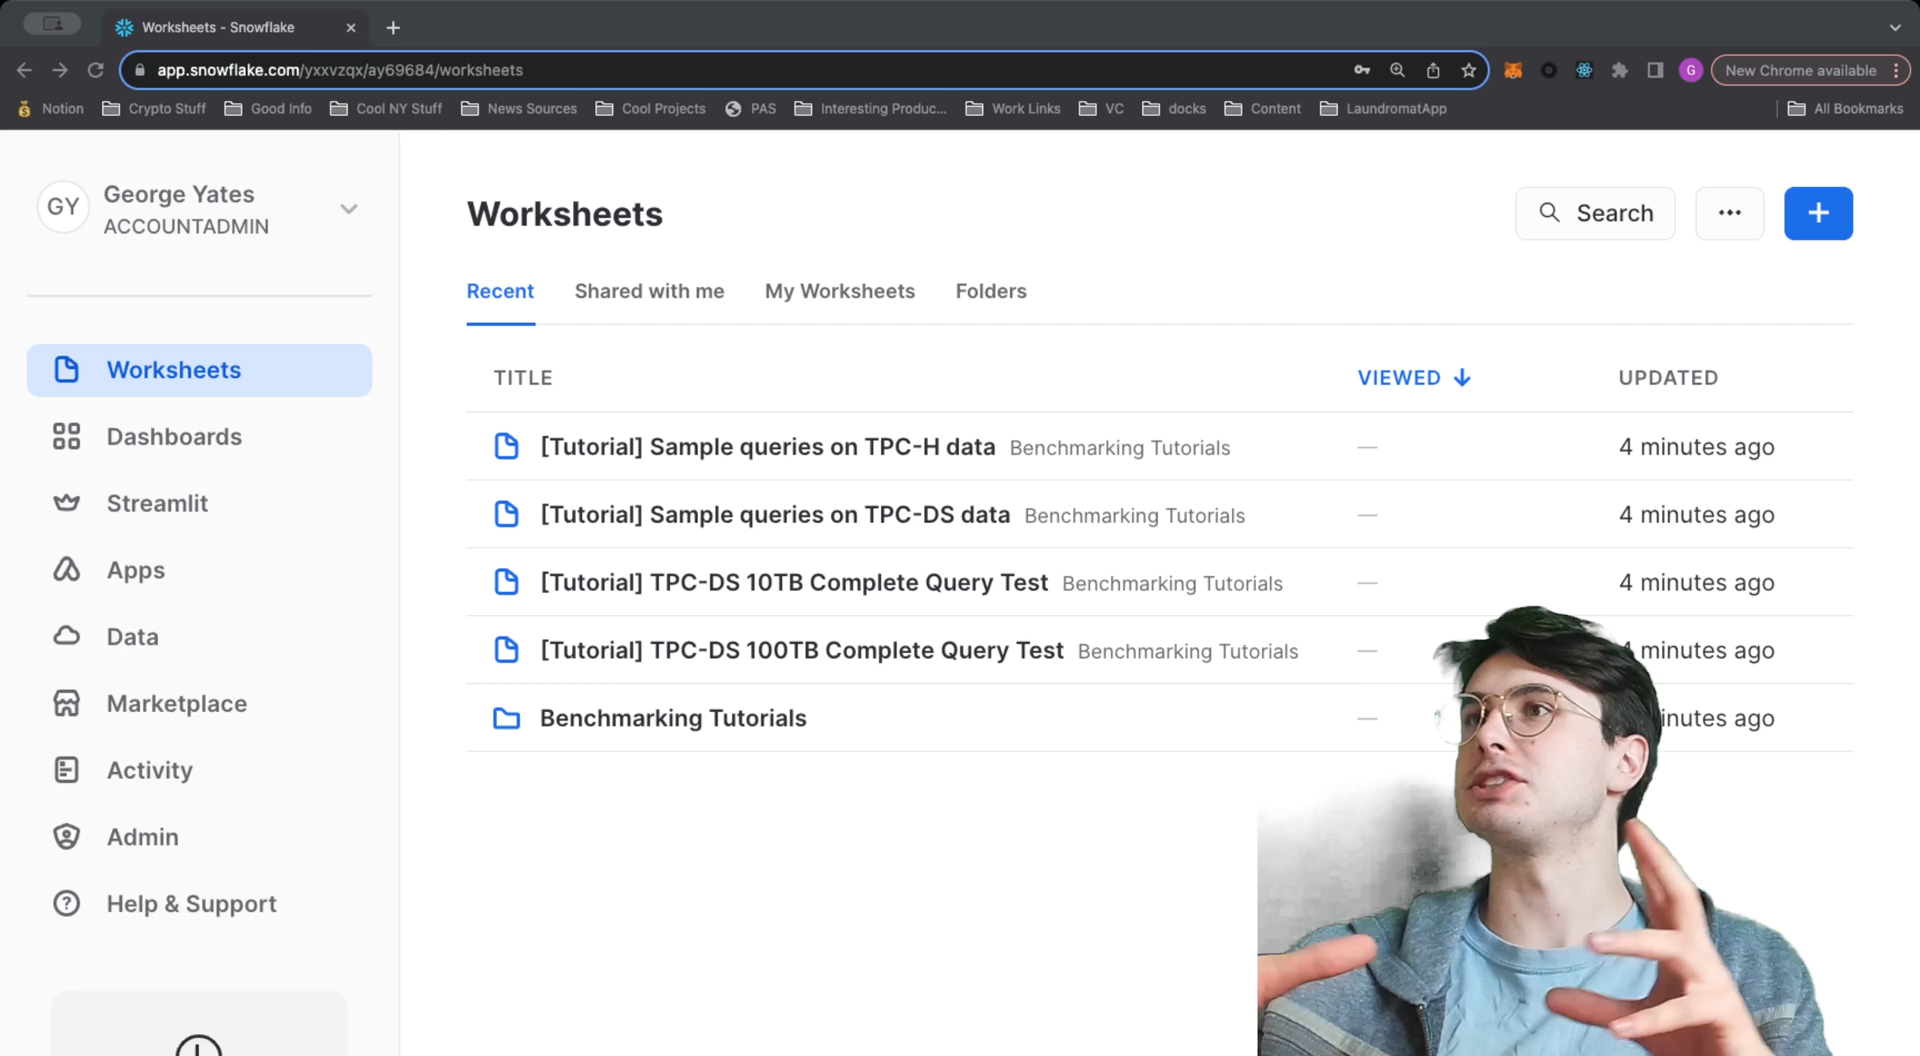 Worksheets - Snowflake
app.snowflake.com/yxxvzqx/ay69684/worksheets
G
New Chrome available
Notion
Crypto Stuff
Good Info
Cool NY Stuff
News Sources
Cool Projects
PAS
Interesting Produc...
Work Links
VC
docks
Content
LaundromatApp
All Bookmarks
GY
George Yates
ACCOUNTADMIN
Worksheets
Dashboards
Streamlit
Apps
Data
Marketplace
Activity
Admin
Help & Support
Worksheets
Search
Recent
Shared with me
My Worksheets
Folders
TITLE
VIEWED
UPDATED
[Tutorial] Sample queries on TPC-H data Benchmarking Tutorials — 4 minutes ago
[Tutorial] Sample queries on TPC-DS data Benchmarking Tutorials — 4 minutes ago
[Tutorial] TPC-DS 10TB Complete Query Test Benchmarking Tutorials — 4 minutes ago
[Tutorial] TPC-DS 100TB Complete Query Test Benchmarking Tutorials — minutes ago
Benchmarking Tutorials — ago